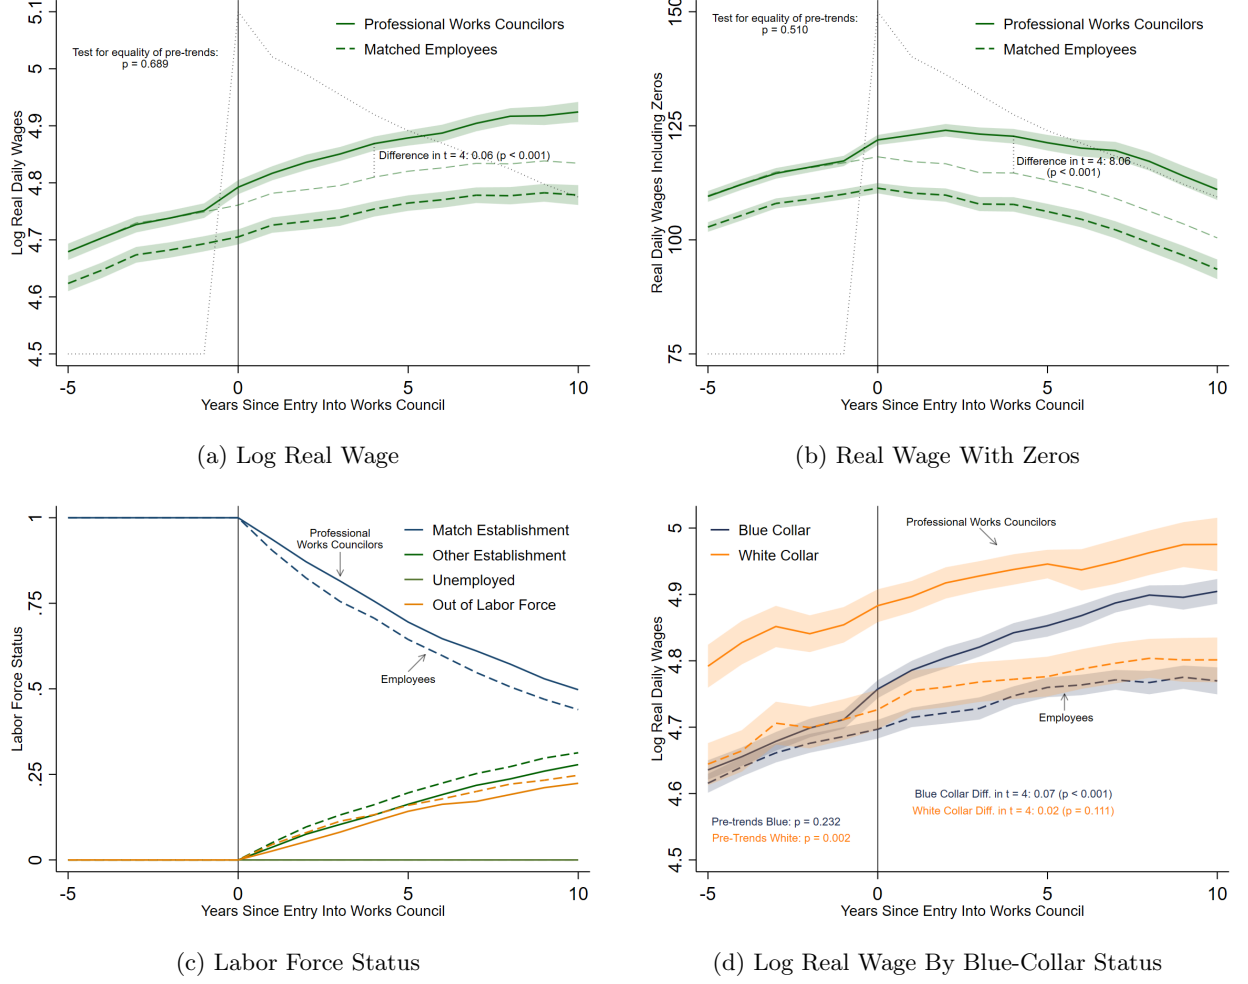 5.1
5
4.9
4.8
4.7
4.6
4.5
Log Real Daily Wages
Test for equality of pre-trends:
p = 0.689
Professional Works Councilors
Matched Employees
Difference in t = 4: 0.06 (p < 0.001)
-5 0 5 10
Years Since Entry Into Works Council
(a) Log Real Wage
150
125
100
75
Real Daily Wages Including Zeros
Test for equality of pre-trends:
p = 0.510
Professional Works Councilors
Matched Employees
Difference in t = 4: 8.06
(p < 0.001)
-5 0 5 10
Years Since Entry Into Works Council
(b) Real Wage With Zeros
1
.75
.5
.25
0
Labor Force Status
Professional
Works Councilors
Match Establishment
Other Establishment
Unemployed
Out of Labor Force
Employees
-5 0 5 10
Years Since Entry Into Works Council
(c) Labor Force Status
5
4.9
4.8
4.7
4.6
4.5
Log Real Daily Wages
Blue Collar
White Collar
Professional Works Councilors
Employees
Blue Collar Diff. in t = 4: 0.07 (p < 0.001)
White Collar Diff. in t = 4: 0.02 (p = 0.111)
Pre-trends Blue: p = 0.232
Pre-Trends White: p = 0.002
-5 0 5 10
Years Since Entry Into Works Council
(d) Log Real Wage By Blue-Collar Status